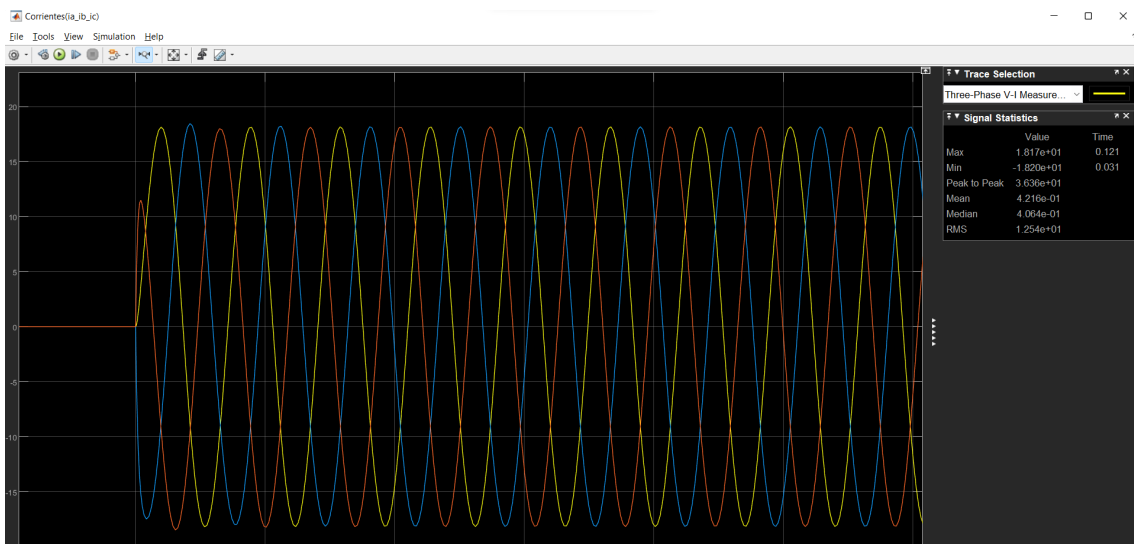 Corrientes(ia_ib_ic)
File Tools View Simulation Help
Trace Selection
Three-Phase V-I Measure...
Signal Statistics
Value Time
Max 1.817e+01 0.121
Min -1.820e+01 0.031
Peak to Peak 3.636e+01
Mean 4.216e-01
Median 4.064e-01
RMS 1.254e+01
20
15
10
5
0
-5
-10
-15